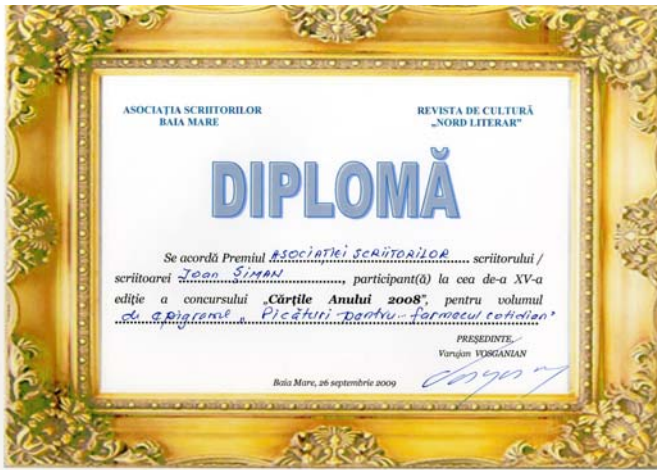 ASOCIAȚIA SCRIITORILOR
BAIA MARE
REVISTA DE CULTURĂ
„NORD LITERAR”
DIPLOMĂ
Se acordă Premiul ASOCIAȚIEI SCRIITORILOR scriitorului /
scriitoarei Ioan ȘIMAN, participant(ă) la cea de-a XV-a
ediție a concursului „Cărțile Anului 2008”, pentru volumul
de epigrame „Picături pentru farmecul cotidian”
PREȘEDINTE,
Varujan VOSGANIAN
Baia Mare, 26 septembrie 2009